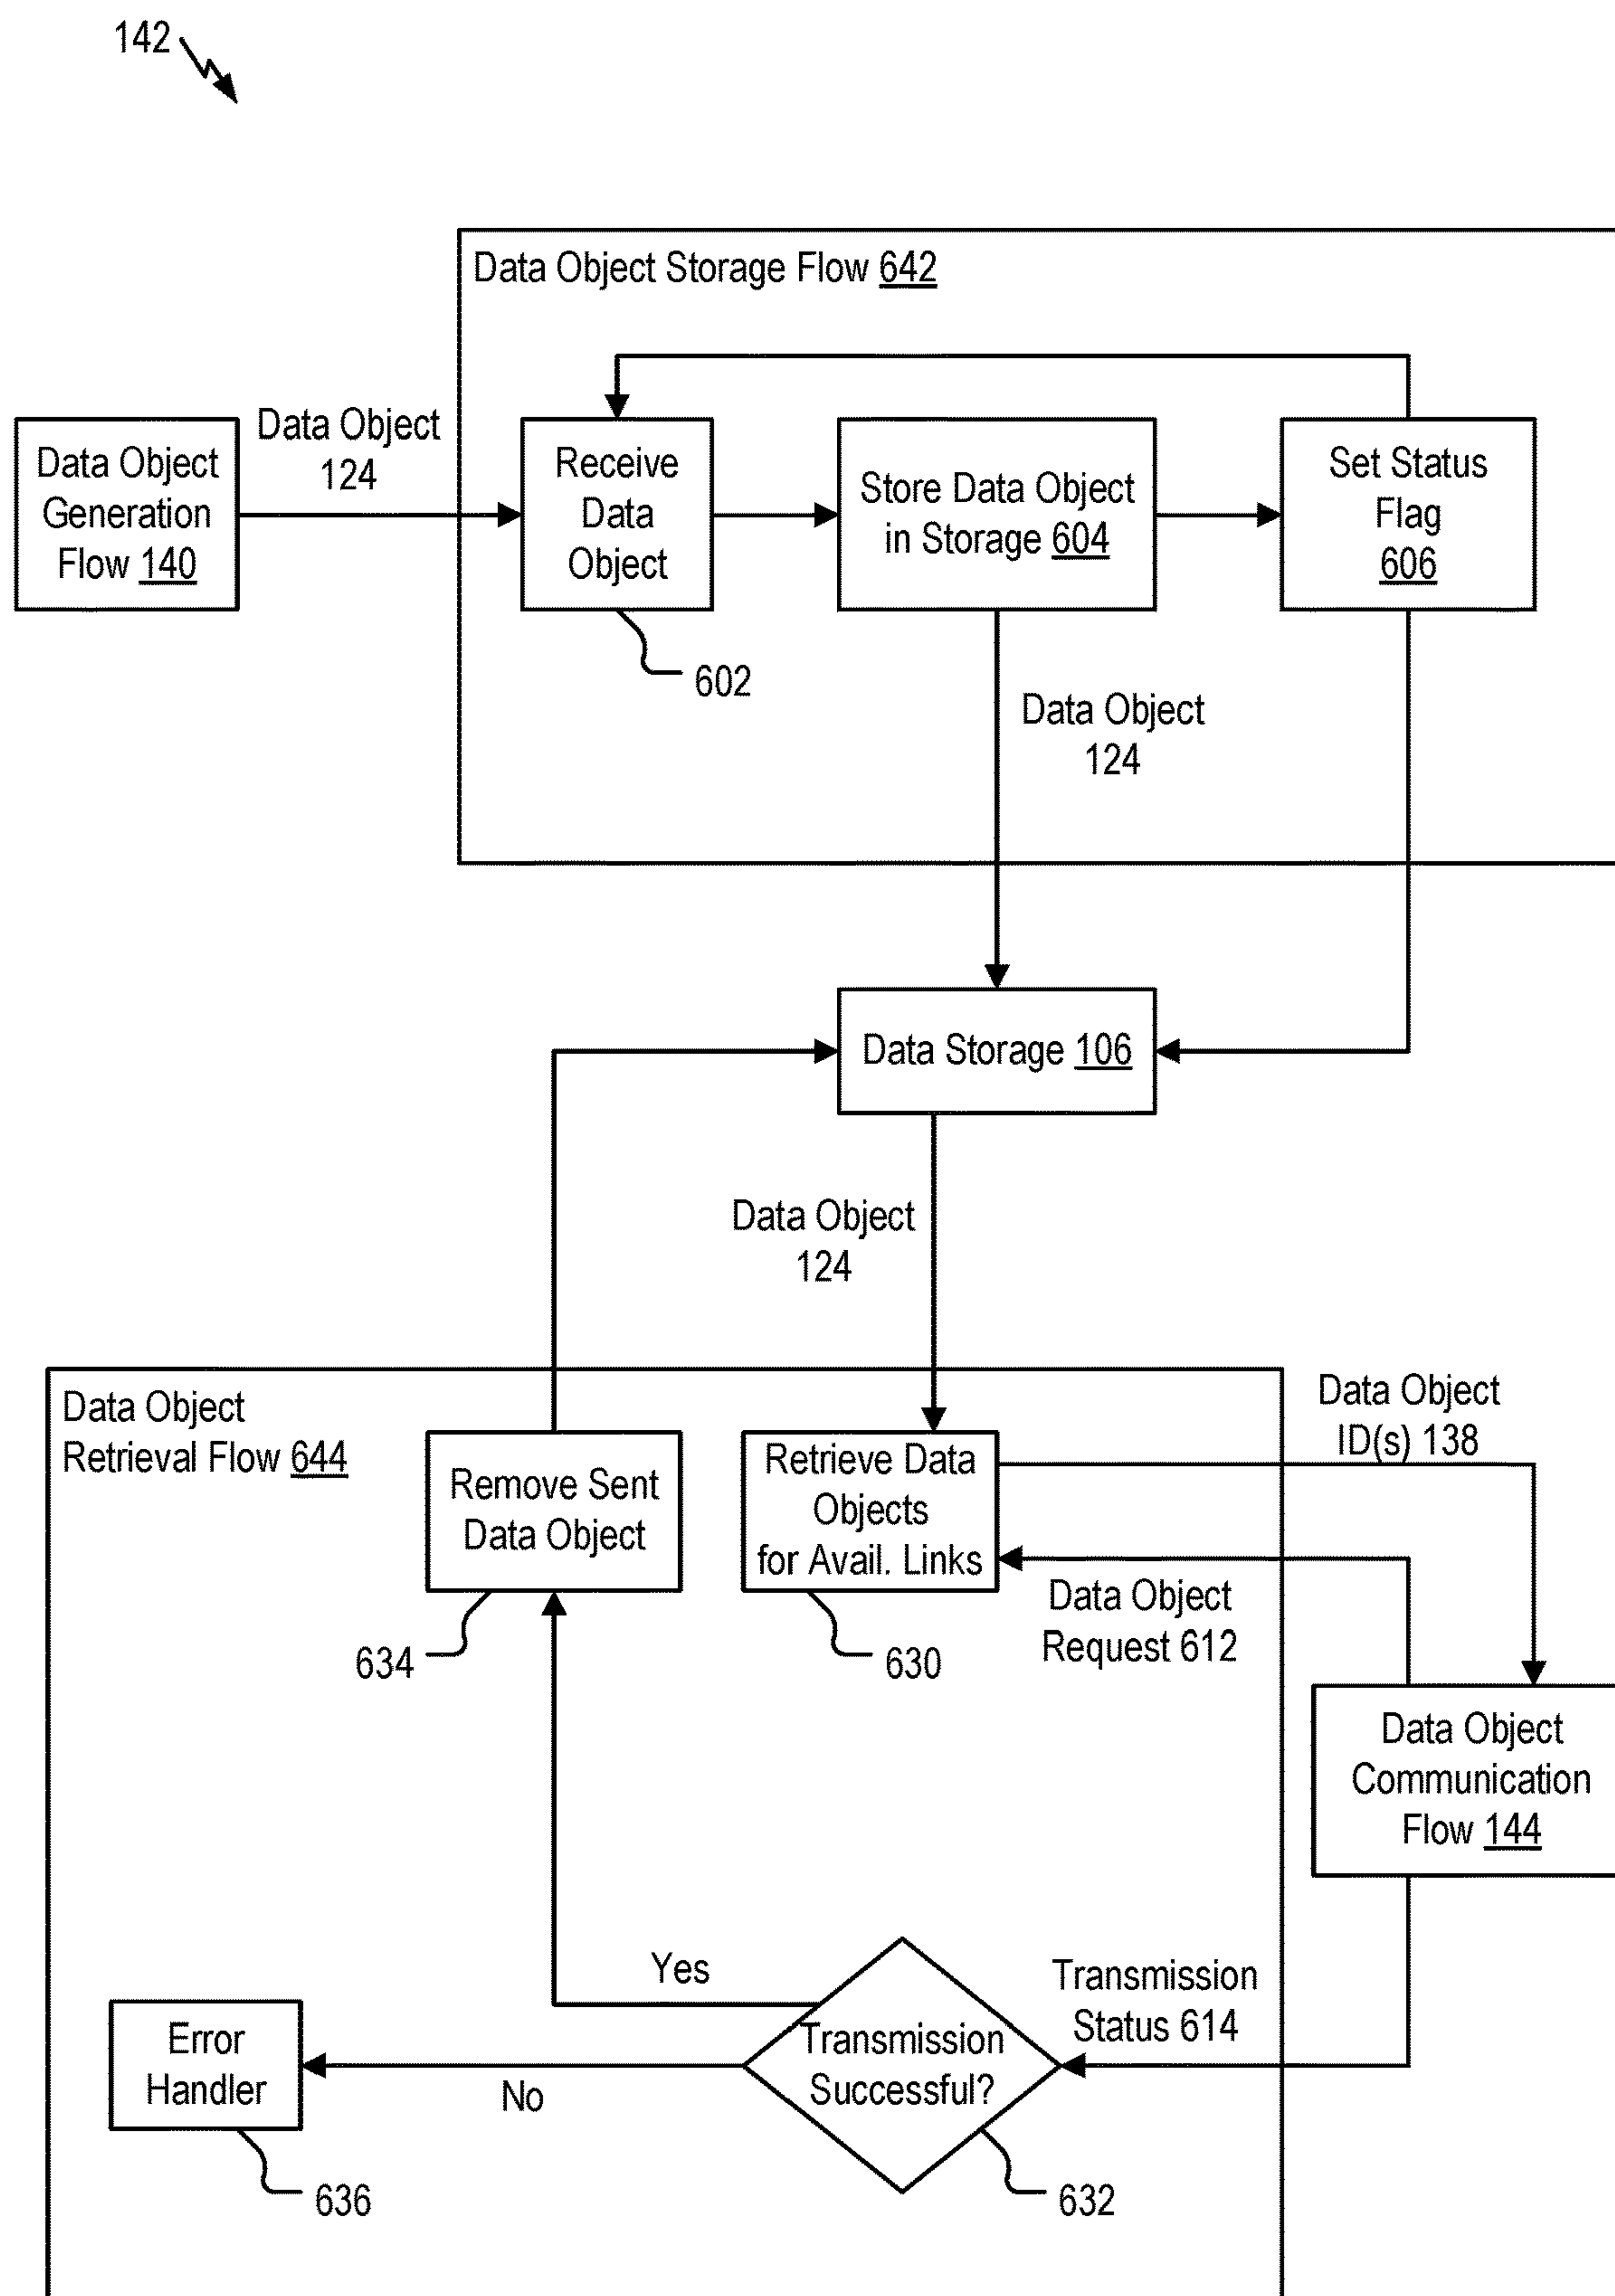 142
Data Object Storage Flow 642
Data Object
Generation
Flow 140
Data Object
124
Receive
Data
Object
602
Store Data Object
in Storage 604
Set Status
Flag
606
Data Object
124
Data Storage 106
Data Object
124
Data Object
Retrieval Flow 644
Remove Sent
Data Object
634
Retrieve Data
Objects
for Avail. Links
630
Data Object
ID(s) 138
Data Object
Request 612
Data Object
Communication
Flow 144
Transmission
Status 614
Transmission
Successful?
632
Yes
No
Error
Handler
636